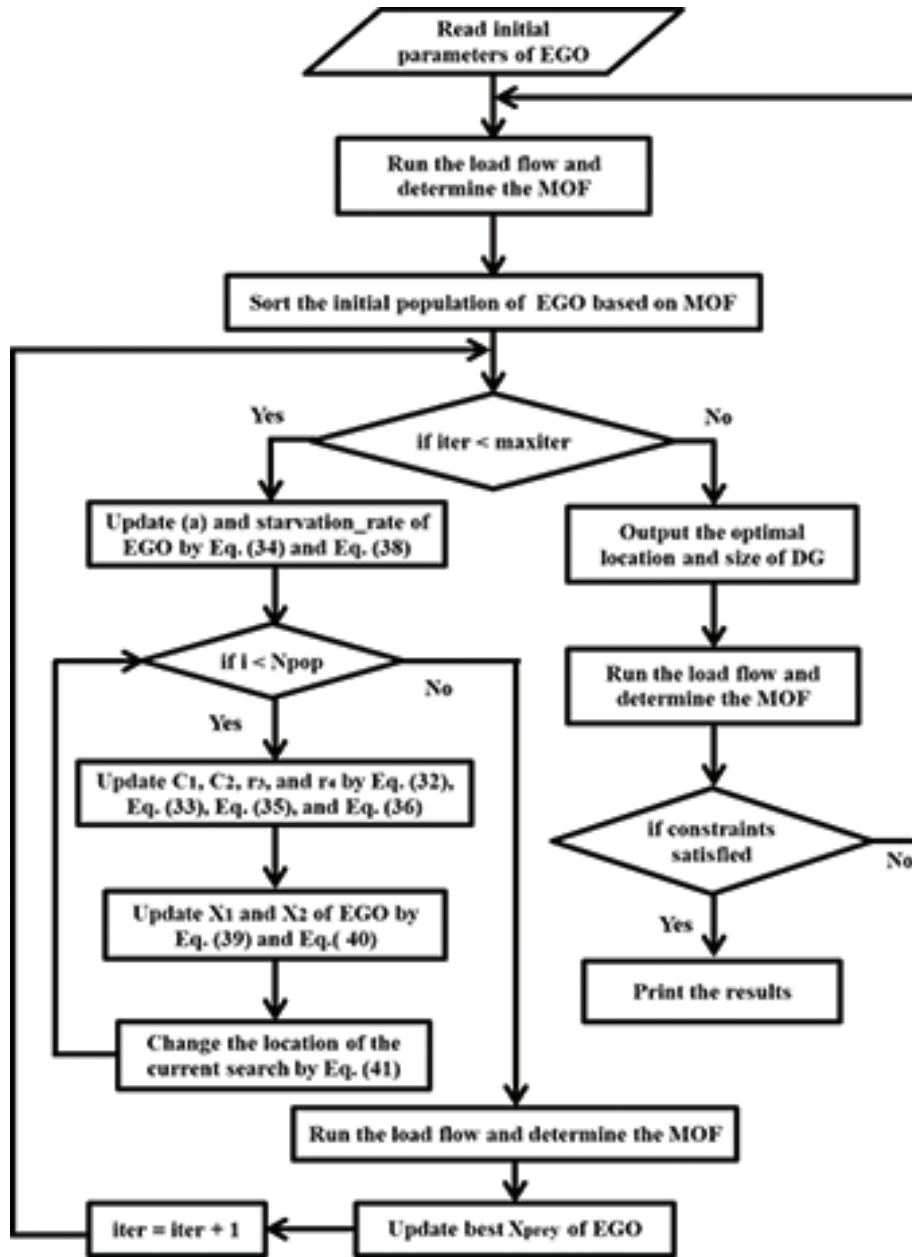 Read initial
parameters of EGO
Run the load flow and
determine the MOF
Sort the initial population of EGO based on MOF
Yes
No
if iter < maxiter
Update (a) and starvation_rate of
EGO by Eq. (34) and Eq. (38)
Output the optimal
location and size of DG
if i < Npop
No
Yes
Run the load flow and
determine the MOF
Update C1, C2, r3, and r4 by Eq. (32),
Eq. (33), Eq. (35), and Eq. (36)
if constraints
satisfied
No
Update X1 and X2 of EGO by
Eq. (39) and Eq.( 40)
Yes
Print the results
Change the location of the
current search by Eq. (41)
Run the load flow and determine the MOF
iter = iter + 1
Update best Xprey of EGO